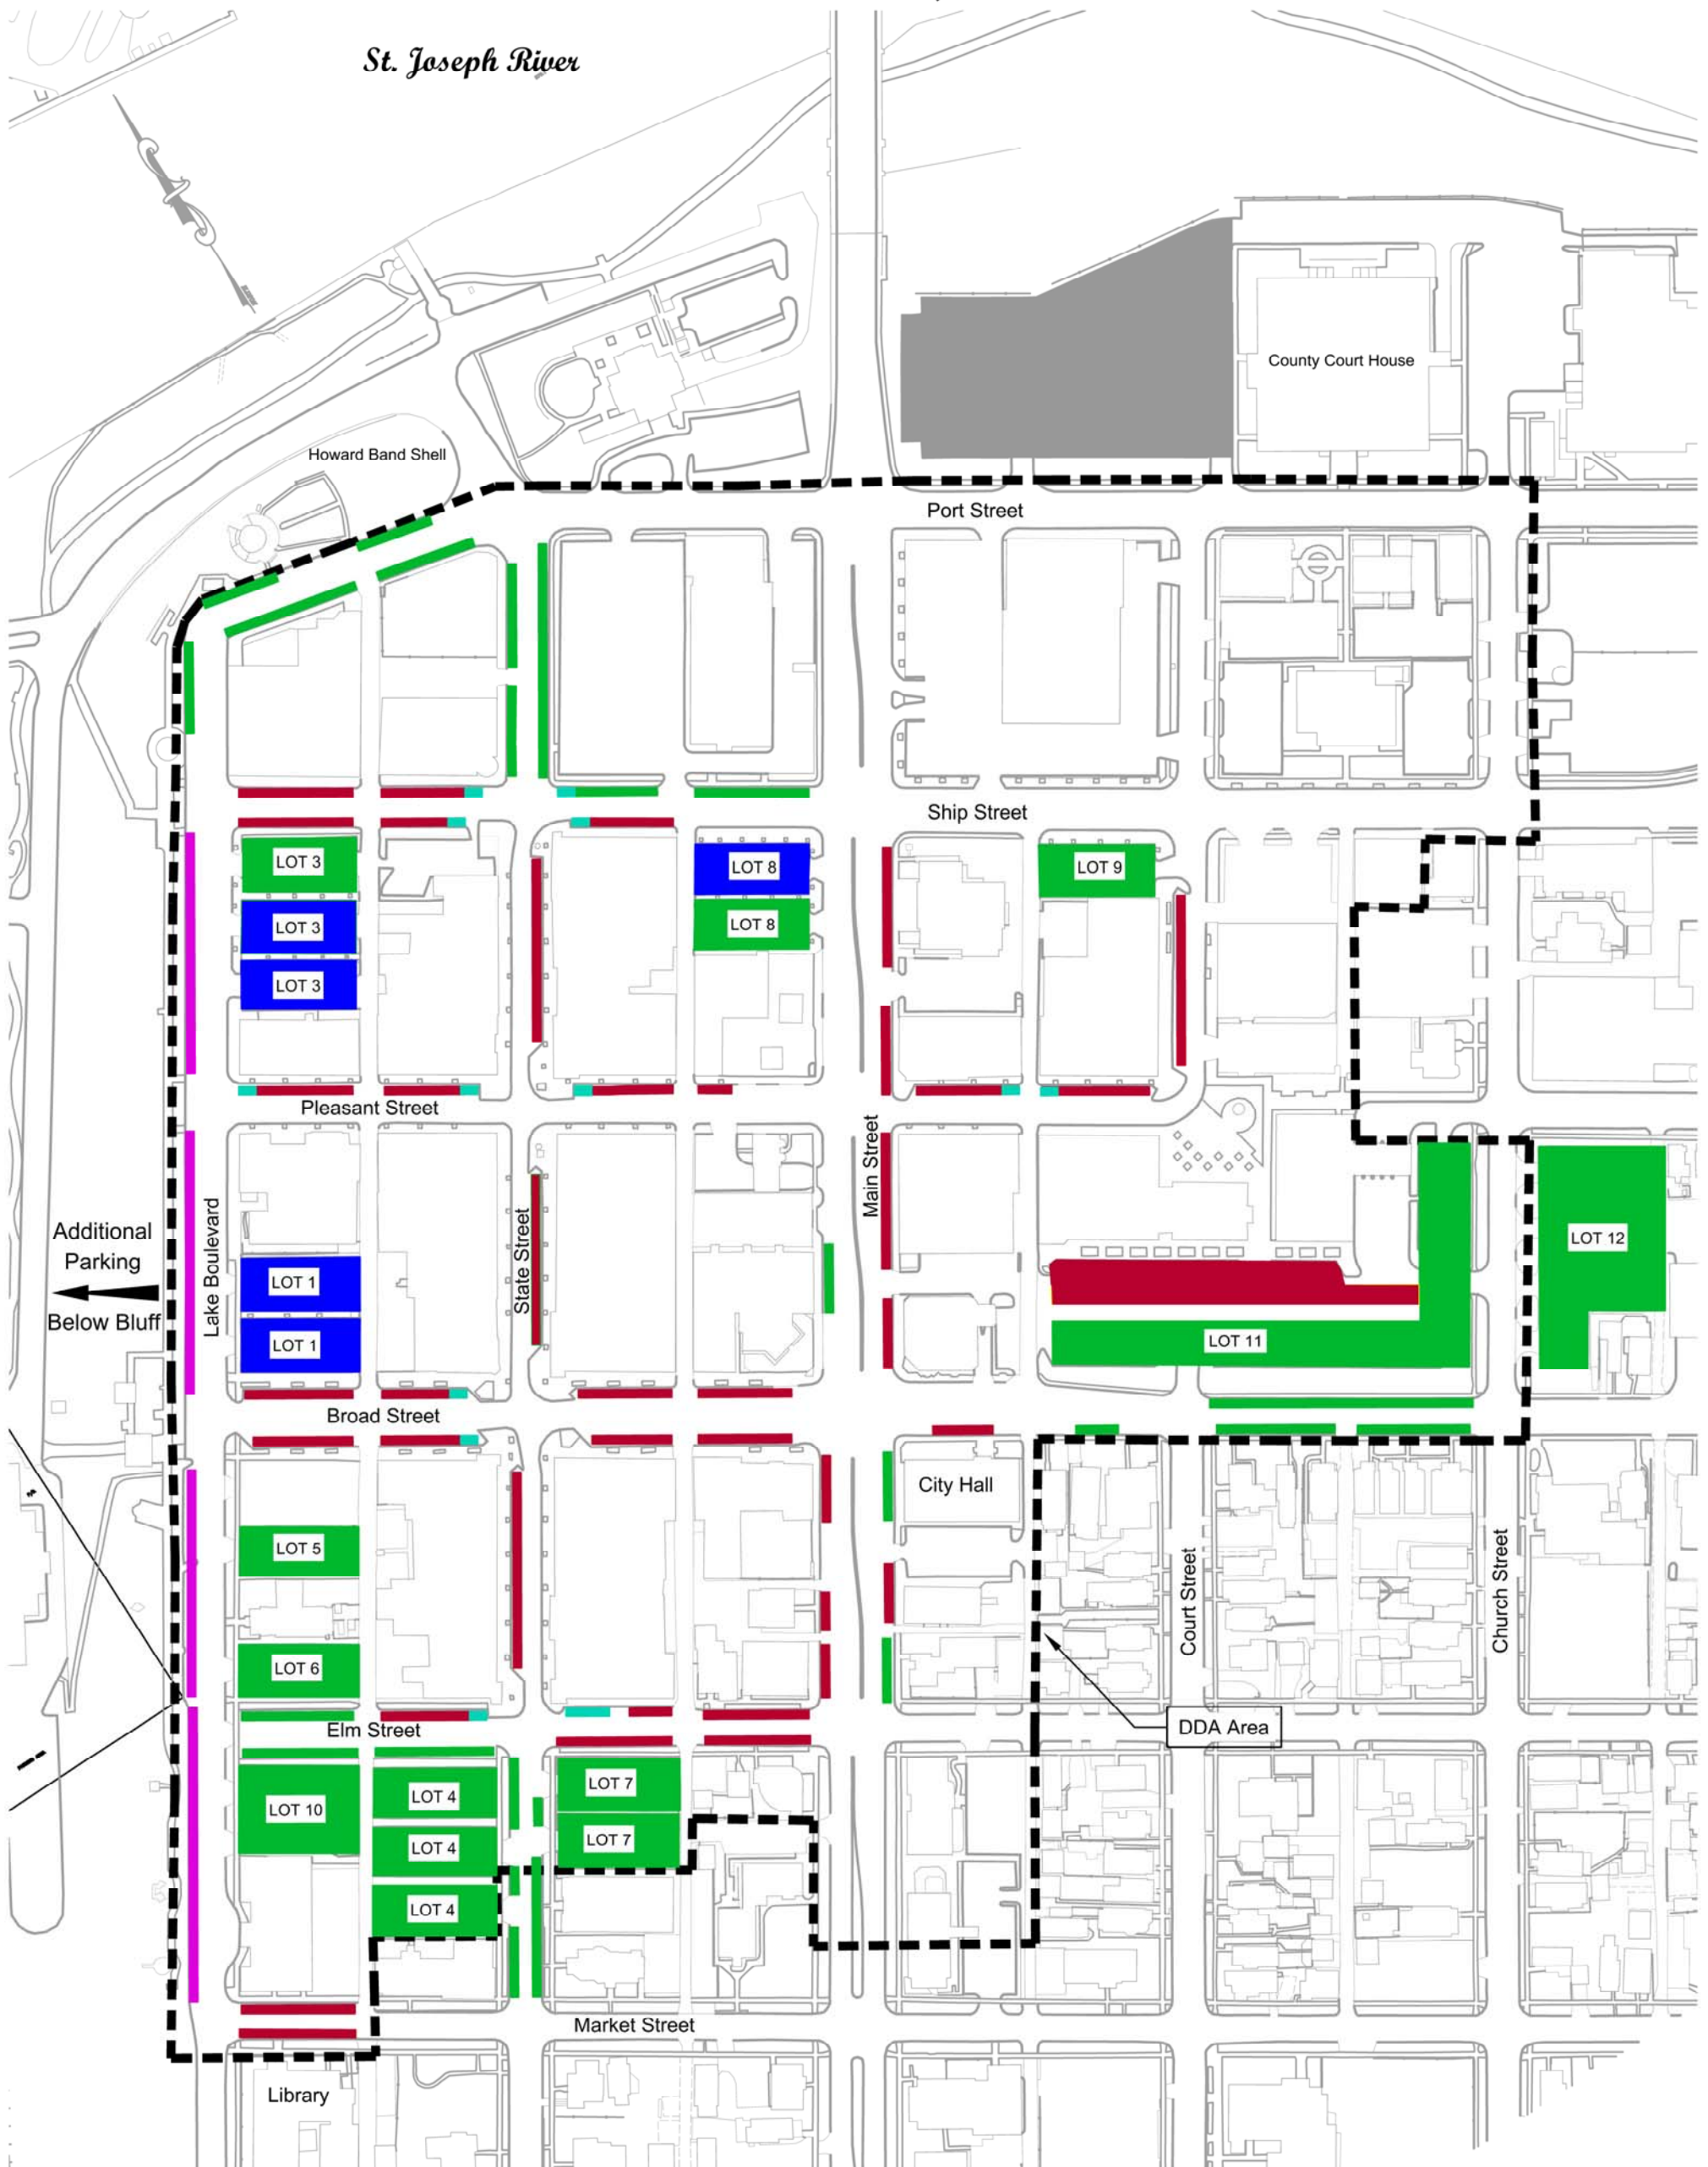 St. Joseph River
County Court House
Howard Band Shell
Port Street
Ship Street
LOT 3
LOT 8
LOT 9
LOT 3
LOT 8
LOT 3
Pleasant Street
Main Street
Lake Boulevard
State Street
Additional
Parking
Below Bluff
LOT 12
LOT 1
LOT 1
LOT 11
Broad Street
City Hall
LOT 5
Court Street
Church Street
LOT 6
Elm Street
DDA Area
LOT 10
LOT 4
LOT 7
LOT 4
LOT 7
LOT 4
Market Street
Library